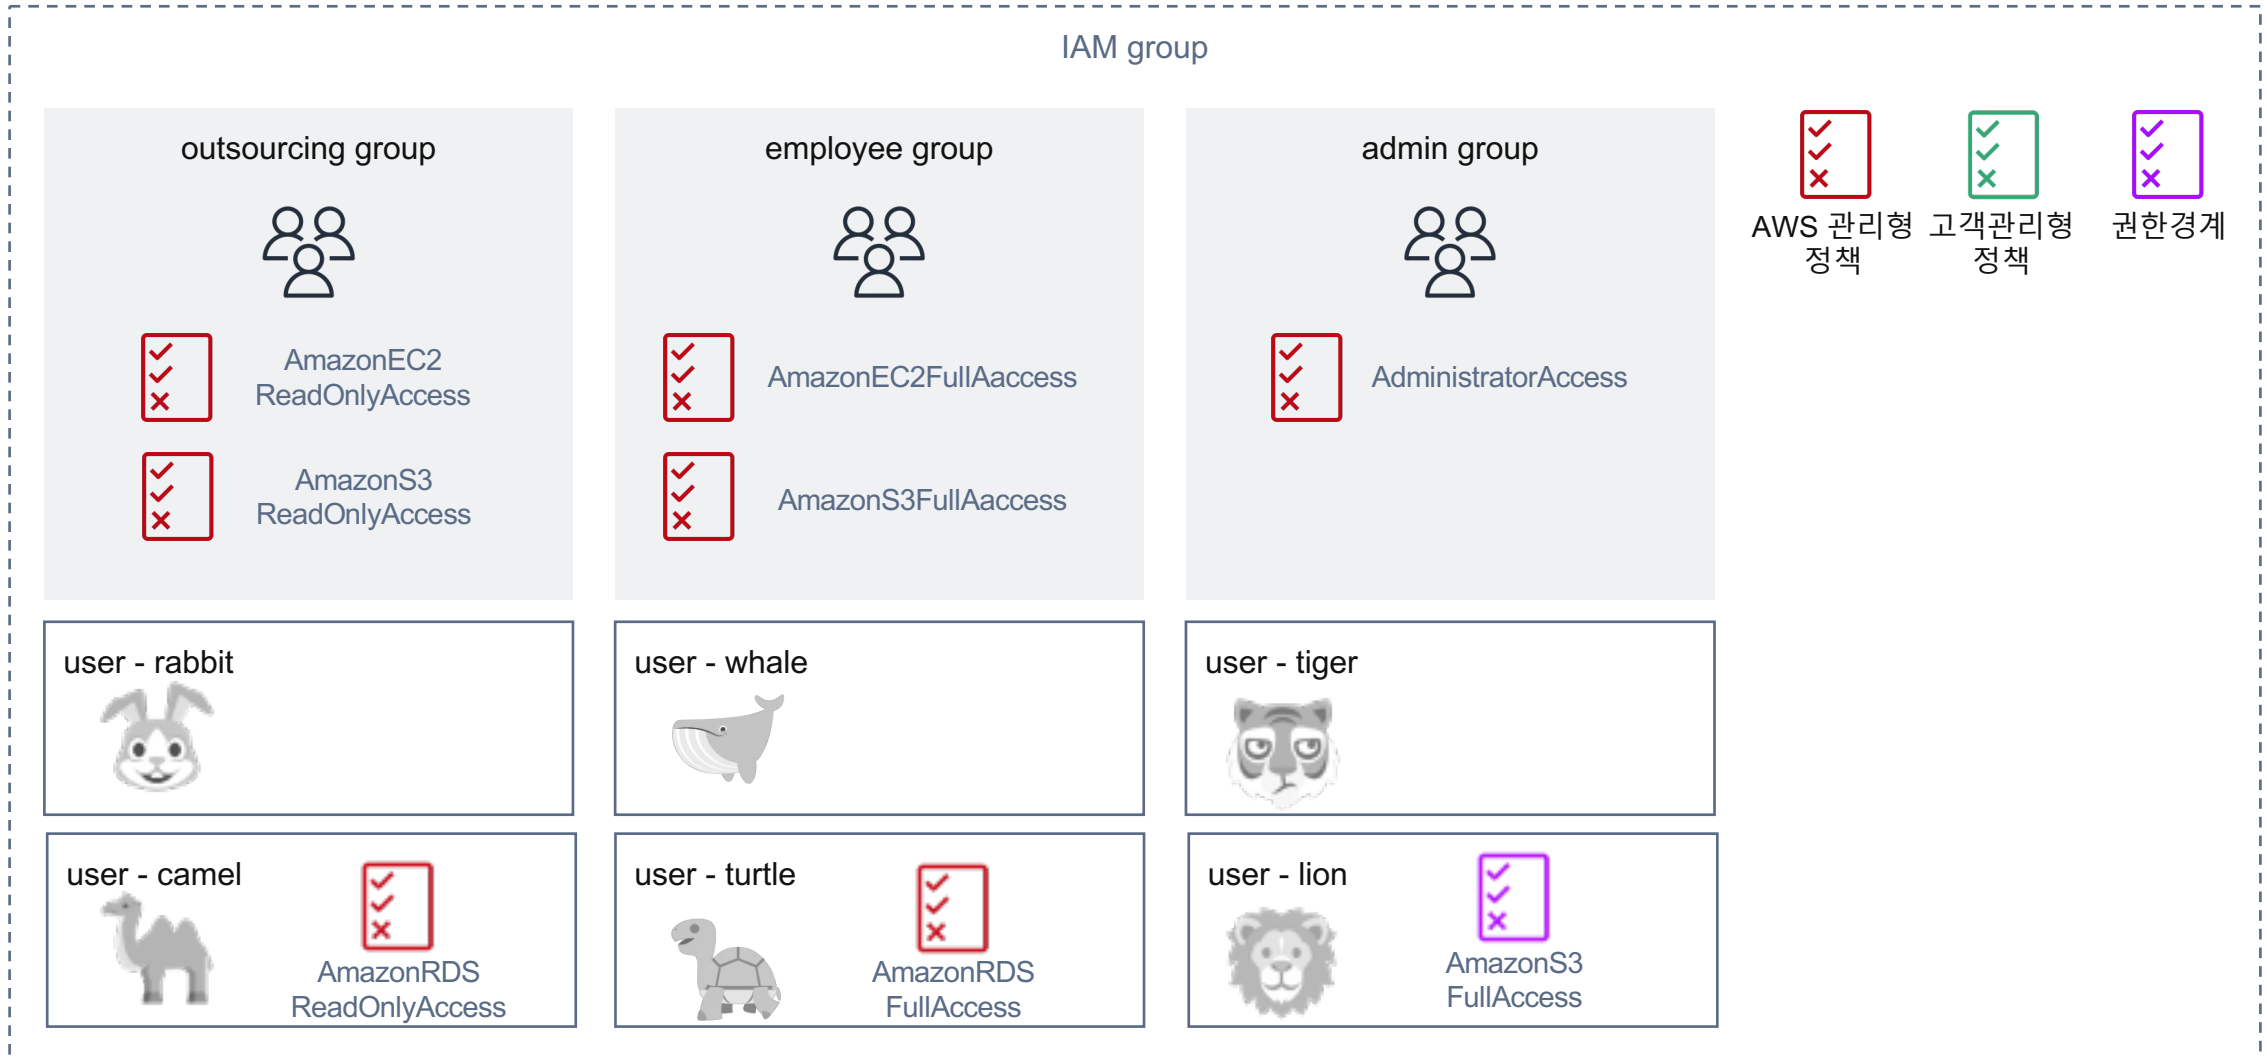 IAM group
outsourcing group
AmazonEC2
ReadOnlyAccess
AmazonS3
ReadOnlyAccess
employee group
AmazonEC2FullAaccess
AmazonS3FullAaccess
admin group
AdministratorAccess
AWS 관리형
정책
고객관리형
정책
권한경계
user - rabbit
user - whale
user - tiger
user - camel
AmazonRDS
ReadOnlyAccess
user - turtle
AmazonRDS
FullAccess
user - lion
AmazonS3
FullAccess